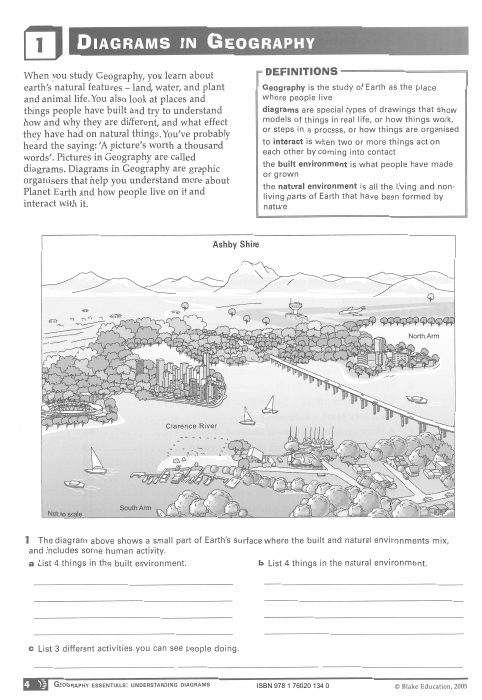 1 DIAGRAMS IN GEOGRAPHY
When you study Geography, you learn about
earth's natural features – land, water, and plant
and animal life. You also look at places and
things people have built and try to understand
how and why they are different, and what effect
they have had on natural things. You've probably
heard the saying: 'A picture's worth a thousand
words'. Pictures in Geography are called
diagrams. Diagrams in Geography are graphic
organisers that help you understand more about
Planet Earth and how people live on it and
interact with it.
DEFINITIONS
Geography is the study of Earth as the place
where people live
diagrams are special types of drawings that show
models of things in real life, or how things work,
or steps in a process, or how things are organised
to interact is when two or more things act on
each other by coming into contact
the built environment is what people have made
or grown
the natural environment is all the living and non-
living parts of Earth that have been formed by
nature
Ashby Shire
North Arm
Clarence River
South Arm
Not to scale
1 The diagram above shows a small part of Earth's surface where the built and natural environments mix,
and includes some human activity.
a List 4 things in the built environment.
b List 4 things in the natural environment.
c List 3 different activities you can see people doing.
4 GEOGRAPHY ESSENTIALS: UNDERSTANDING DIAGRAMS
ISBN 978 1 76020 134 0
© Blake Education, 2005